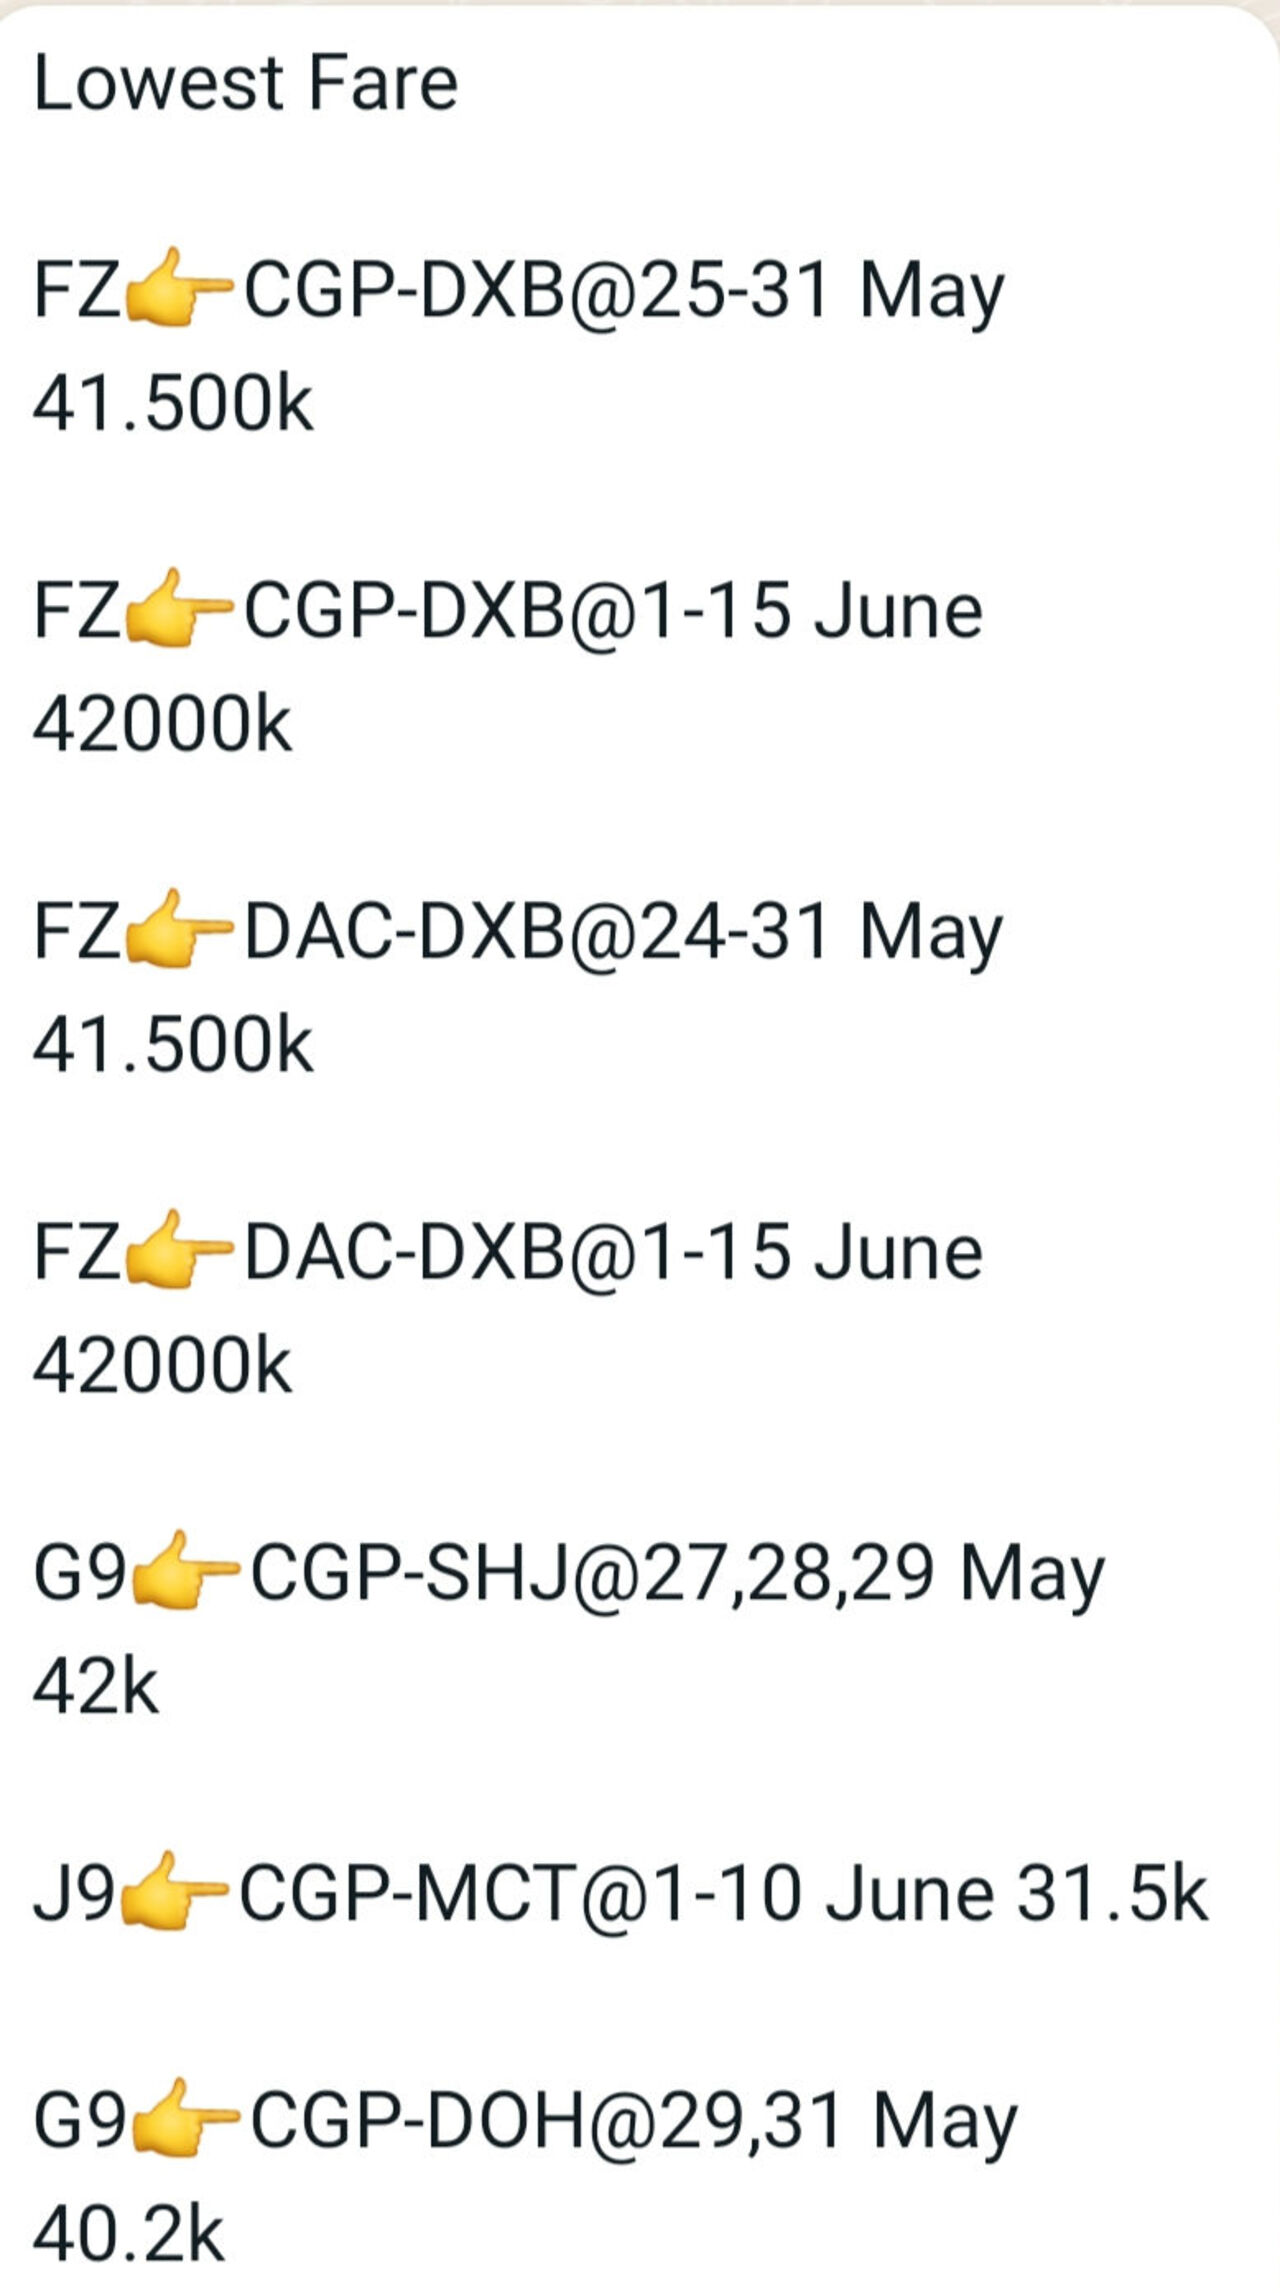 Lowest Fare
FZ👉CGP-DXB@25-31 May
41.500k
FZ👉CGP-DXB@1-15 June
42000k
FZ👉DAC-DXB@24-31 May
41.500k
FZ👉DAC-DXB@1-15 June
42000k
G9👉CGP-SHJ@27,28,29 May
42k
J9👉CGP-MCT@1-10 June 31.5k
G9👉CGP-DOH@29,31 May
40.2k